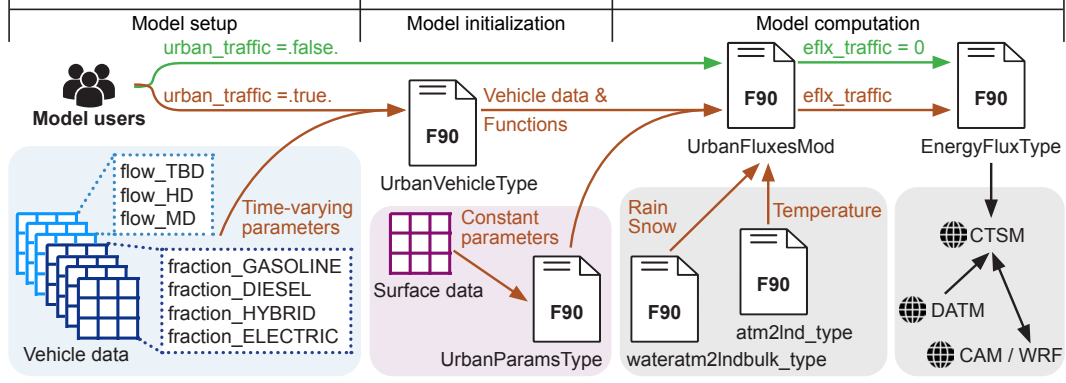 Model setup
Model initialization
Model computation
urban_traffic =.false.
eflx_traffic = 0
urban_traffic =.true.
Vehicle data &
Functions
eflx_traffic
Model users
F90
F90
F90
UrbanVehicleType
UrbanFluxesMod
EnergyFluxType
flow_TBD
flow_HD
flow_MD
Time-varying
parameters
fraction_GASOLINE
fraction_DIESEL
fraction_HYBRID
fraction_ELECTRIC
Vehicle data
Constant
parameters
Surface data
F90
UrbanParamsType
Rain
Snow
Temperature
F90
F90
atm2lnd_type
wateratm2lndbulk_type
CTSM
DATM
CAM / WRF